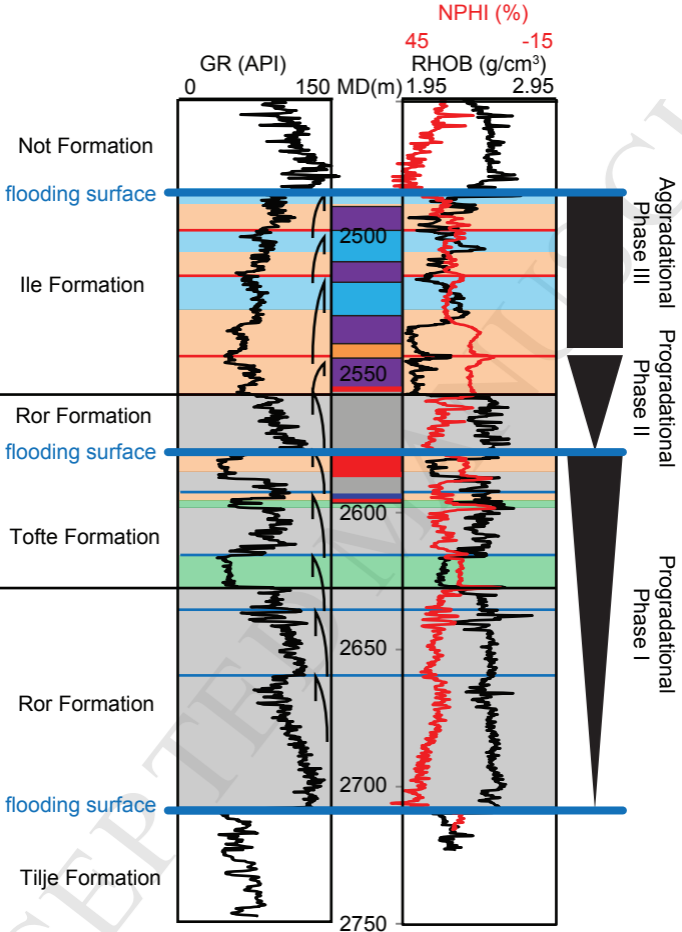 NPHI (%)
45 -15
GR (API) RHOB (g/cm³)
0 150 MD(m) 1.95 2.95
Not Formation
flooding surface
2500
Ile Formation
2550
Ror Formation
flooding surface
2600
Tofte Formation
2650
Ror Formation
2700
flooding surface
Tilje Formation
2750
Aggradational
Phase III
Progradational
Phase II
Progradational
Phase I
CEPTED MANUSC